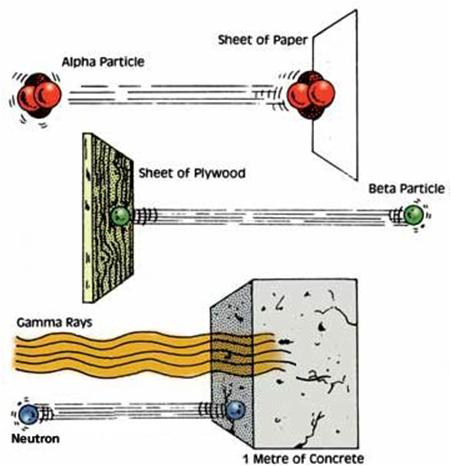 Sheet of Paper
Alpha Particle
Sheet of Plywood
Beta Particle
Gamma Rays
Neutron
1 Metre of Concrete